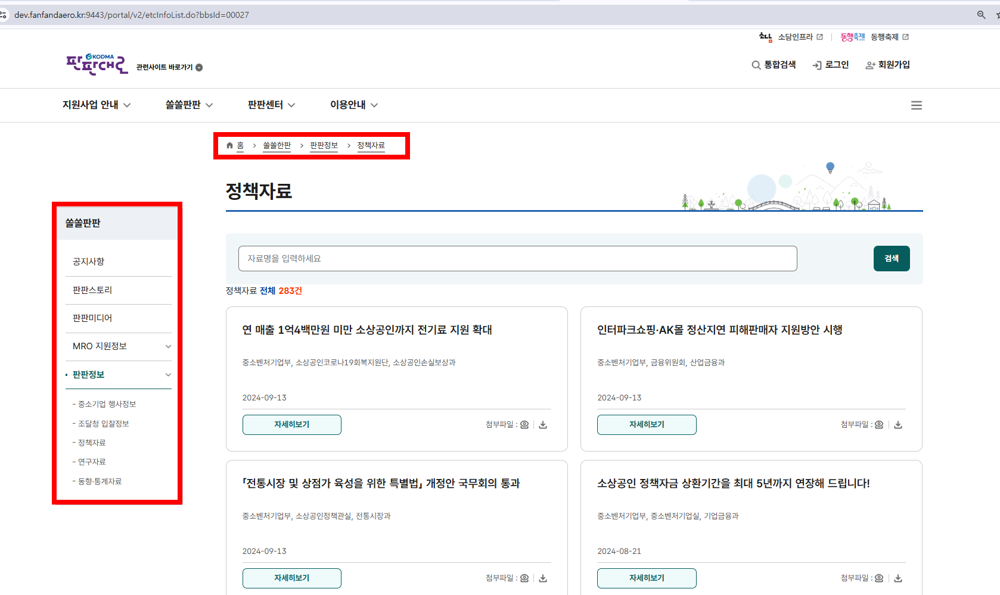 dev.fanfandaero.kr:9443/portal/v2/etcInfoList.do?bbsId=00027
소담 소담인프라 동행축제 동행축제
KODMA
판판대로 관련사이트 바로가기
통합검색 로그인 회원가입
지원사업 안내 쏠쏠판판 판판센터 이용안내
홈 > 쏠쏠한판 > 판판정보 > 정책자료
정책자료
쏠쏠판판
공지사항
판판스토리
판판미디어
MRO 지원정보
· 판판정보
- 중소기업 행사정보
- 조달청 입찰정보
- 정책자료
- 연구자료
- 동향·통계자료
자료명을 입력하세요 검색
정책자료 전체 283건
연 매출 1억4백만원 미만 소상공인까지 전기료 지원 확대
중소벤처기업부, 소상공인코로나19회복지원단, 소상공인손실보상과
2024-09-13
자세히보기 첨부파일 :
인터파크쇼핑·AK몰 정산지연 피해판매자 지원방안 시행
중소벤처기업부, 금융위원회, 산업금융과
2024-09-13
자세히보기 첨부파일 :
「전통시장 및 상점가 육성을 위한 특별법」 개정안 국무회의 통과
중소벤처기업부, 소상공인정책관실, 전통시장과
2024-09-13
자세히보기 첨부파일 :
소상공인 정책자금 상환기간을 최대 5년까지 연장해 드립니다!
중소벤처기업부, 중소벤처기업실, 기업금융과
2024-08-21
자세히보기 첨부파일 :